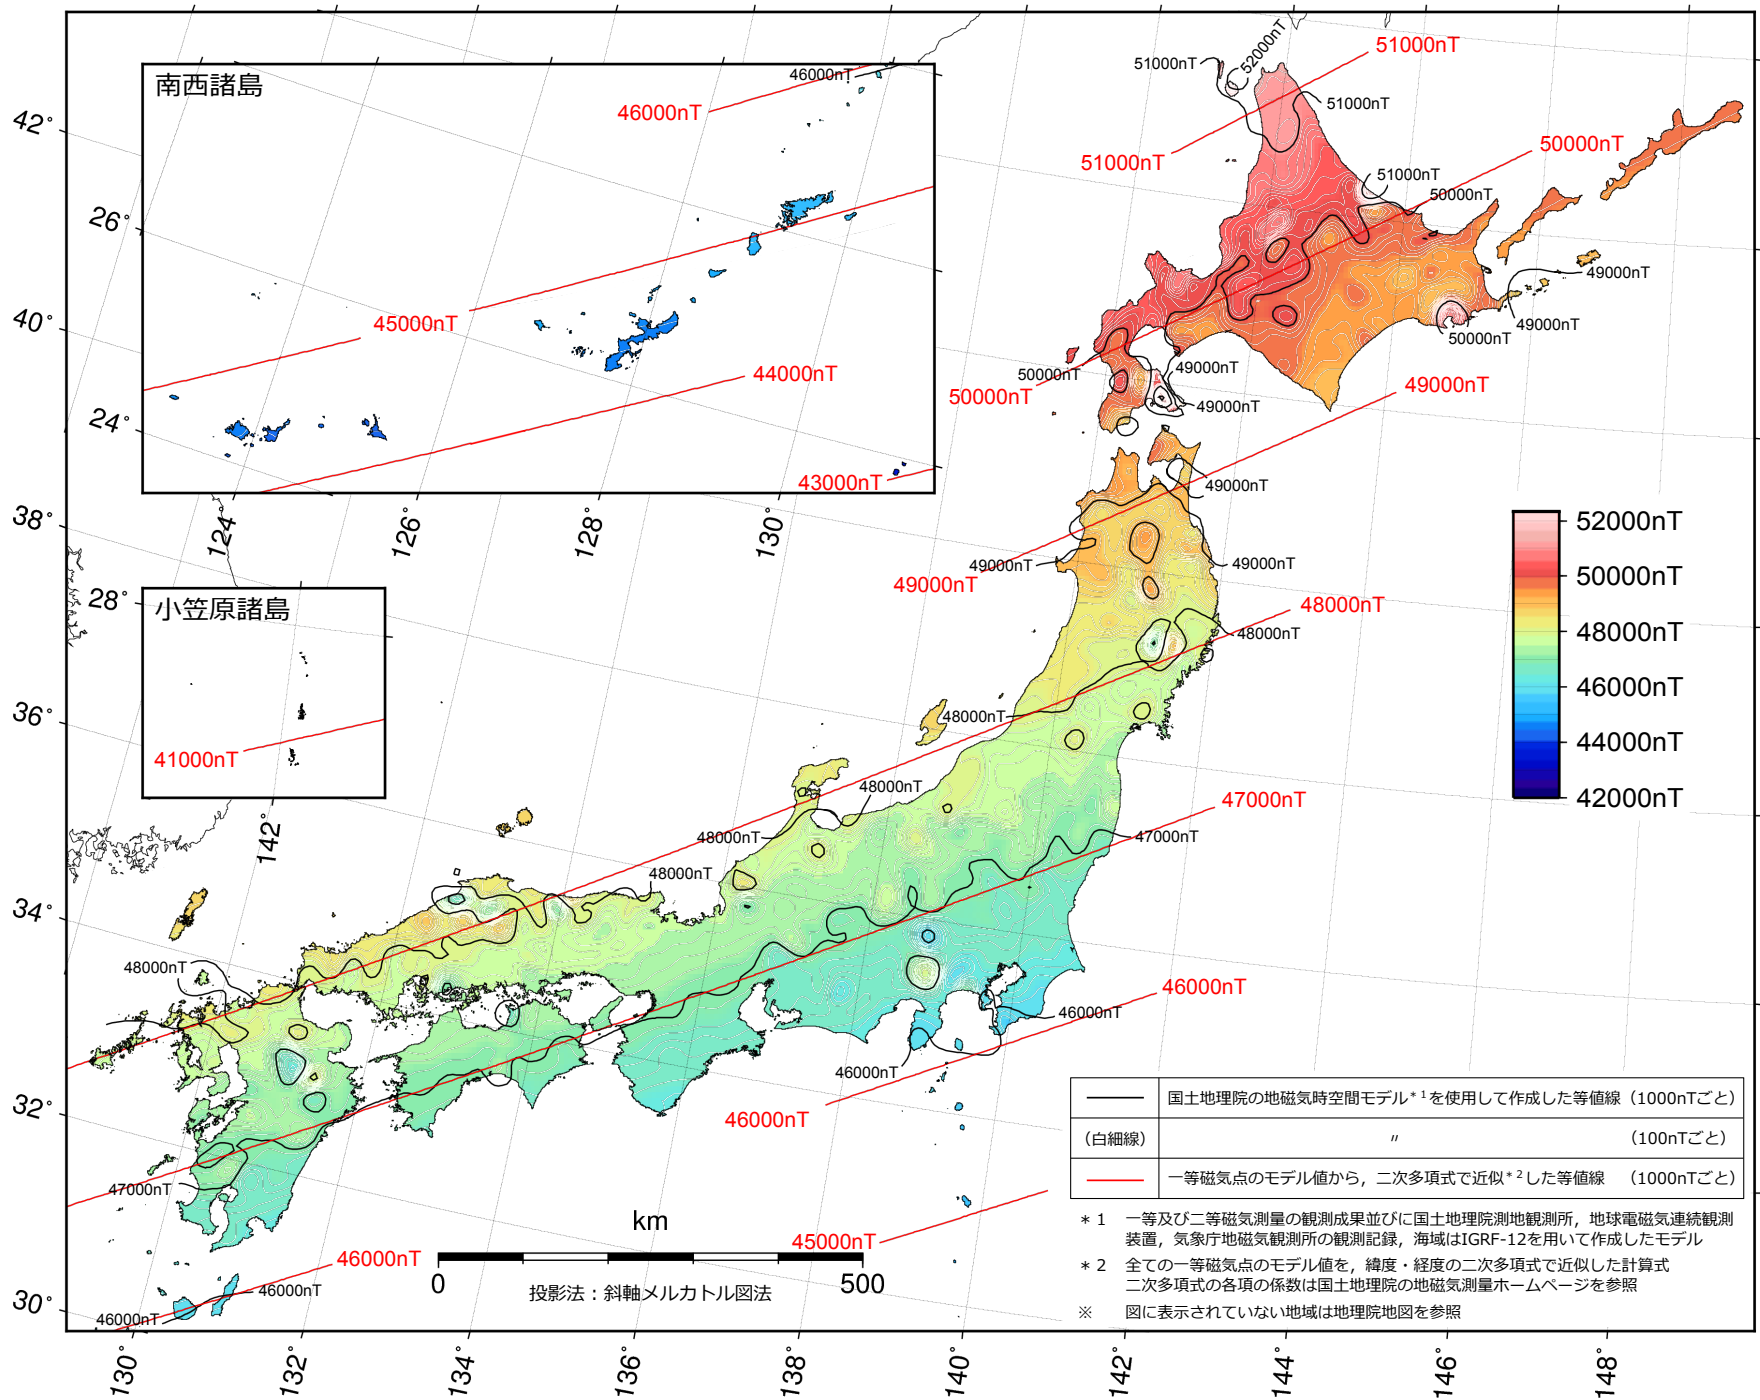 51000nT
52000nT
51000nT
51000nT
51000nT
42°
南西諸島
46000nT
46000nT
50000nT
51000nT
50000nT
26°
49000nT
40°
45000nT
49000nT
50000nT
44000nT
49000nT
50000nT
49000nT
50000nT
49000nT
24°
43000nT
49000nT
38°
124°
126°
128°
130°
52000nT
50000nT
48000nT
46000nT
44000nT
42000nT
49000nT
49000nT
49000nT
28°
小笠原諸島
48000nT
48000nT
48000nT
36°
41000nT
48000nT
47000nT
48000nT
47000nT
142°
48000nT
34°
48000nT
46000nT
46000nT
46000nT
46000nT
32°
47000nT
国土地理院の地磁気時空間モデル*1を使用して作成した等値線（1000nTごと）
（白細線） 〃 （100nTごと）
一等磁気点のモデル値から，二次多項式で近似*2した等値線 （1000nTごと）
＊1 一等及び二等磁気測量の観測成果並びに国土地理院測地観測所，地球電磁気連続観測
装置，気象庁地磁気観測所の観測記録，海域はIGRF-12を用いて作成したモデル
＊2 全ての一等磁気点のモデル値を，緯度・経度の二次多項式で近似した計算式
二次多項式の各項の係数は国土地理院の地磁気測量ホームページを参照
※ 図に表示されていない地域は地理院地図を参照
km
45000nT
46000nT
0
500
投影法：斜軸メルカトル図法
46000nT
46000nT
30°
130°
132°
134°
136°
138°
140°
142°
144°
146°
148°